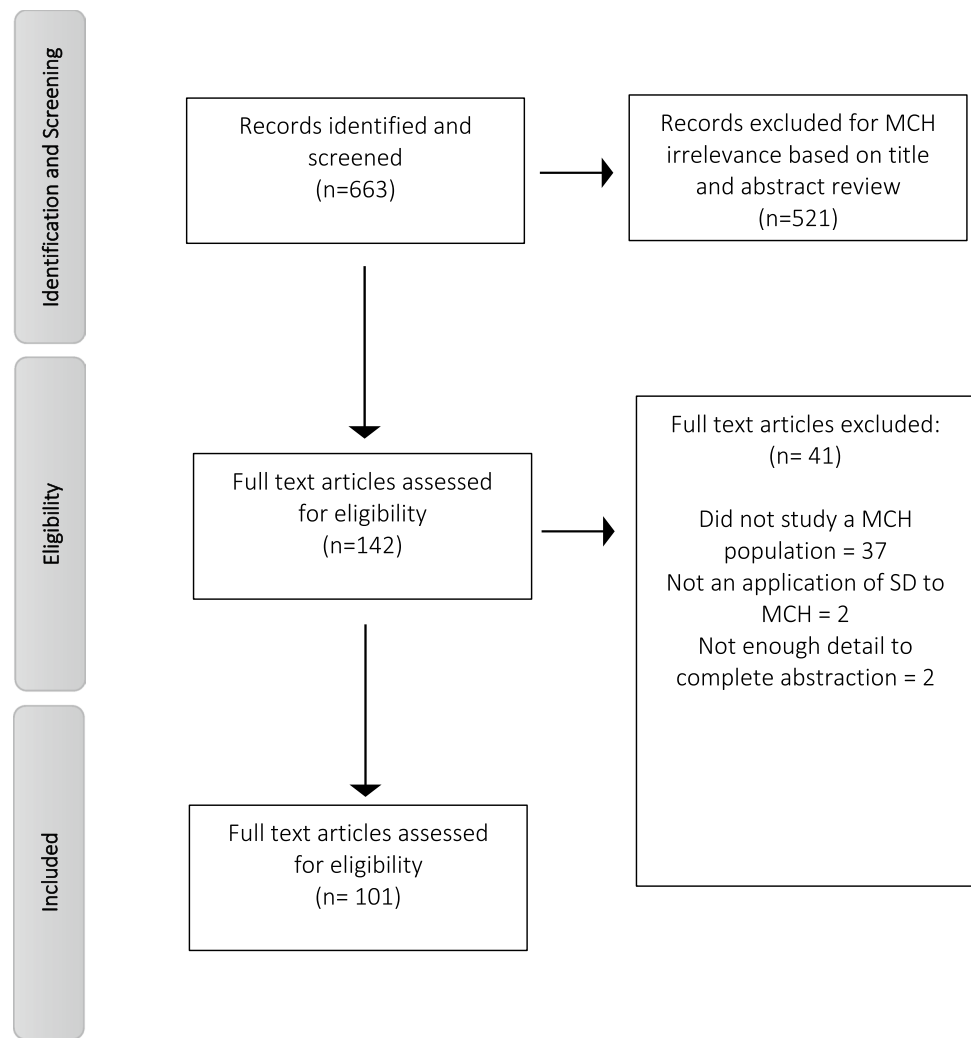 Identification and Screening
Records identified and
screened
(n=663)
Records excluded for MCH
irrelevance based on title
and abstract review
(n=521)
Eligibility
Full text articles assessed
for eligibility
(n=142)
Full text articles excluded:
(n= 41)
Did not study a MCH
population = 37
Not an application of SD to
MCH = 2
Not enough detail to
complete abstraction = 2
Included
Full text articles assessed
for eligibility
(n= 101)